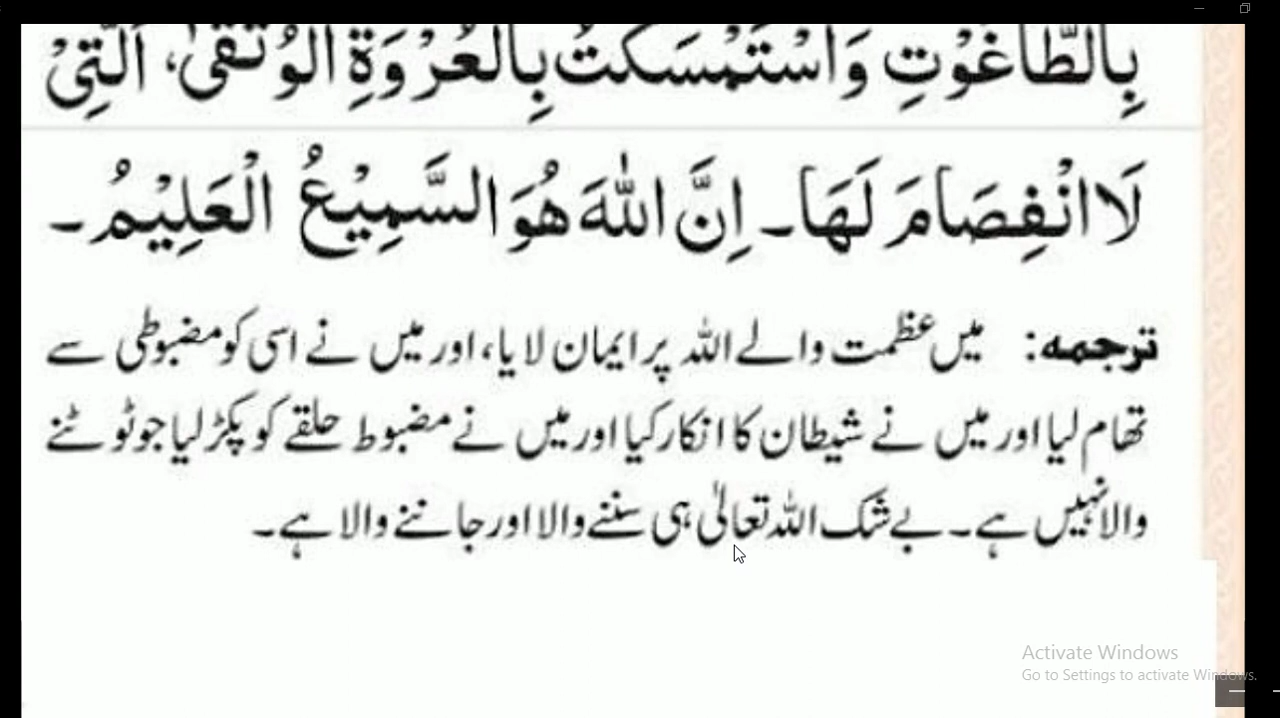 بِالطَّاغُوْتِ وَاسْتَمْسَكْتُ بِالْعُرْوَةِ الْوُثْقىٰ، اَلَّتِىْ
لَا انْفِصَامَ لَهَا۔ اِنَّ اللّٰهَ هُوَ السَّمِيْعُ الْعَلِيْمُ۔
ترجمه: میں عظمت والے اللہ پر ایمان لایا، اور میں نے اسی کو مضبوطی سے
تھام لیا اور میں نے شیطان کا انکار کیا اور میں نے مضبوط حلقے کو پکڑ لیا جو ٹوٹنے
والا نہیں ہے۔ بے شک اللہ تعالیٰ ہی سننے والا اور جاننے والا ہے۔
Activate Windows
Go to Settings to activate Windows.